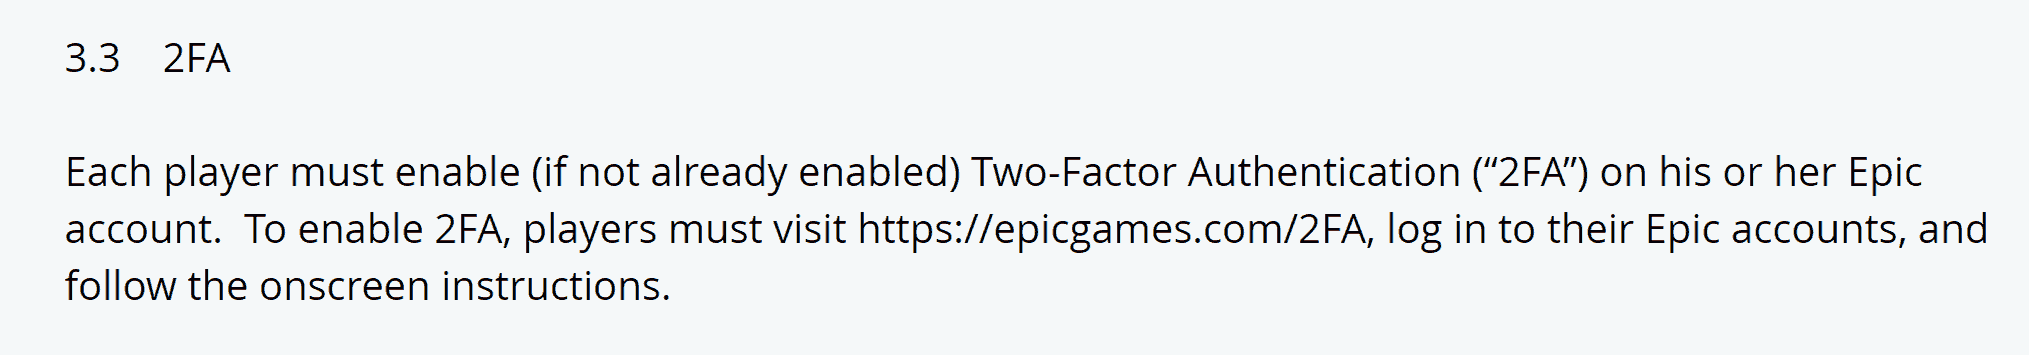 3.3 2FA
Each player must enable (if not already enabled) Two-Factor Authentication (“2FA”) on his or her Epic
account.  To enable 2FA, players must visit https://epicgames.com/2FA, log in to their Epic accounts, and
follow the onscreen instructions.